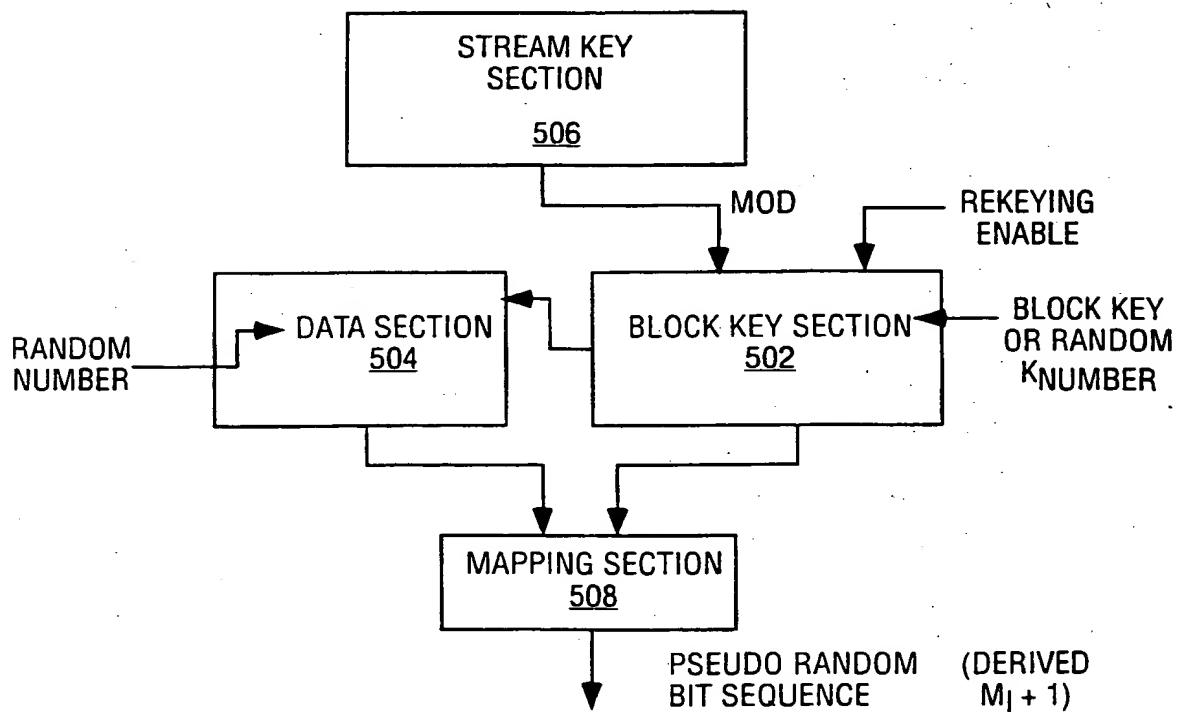 STREAM KEY
SECTION
506
MOD
REKEYING
ENABLE
DATA SECTION
504
BLOCK KEY SECTION
502
RANDOM
NUMBER
BLOCK KEY
OR RANDOM
KNUMBER
MAPPING SECTION
508
PSEUDO RANDOM (DERIVED
BIT SEQUENCE MI + 1)